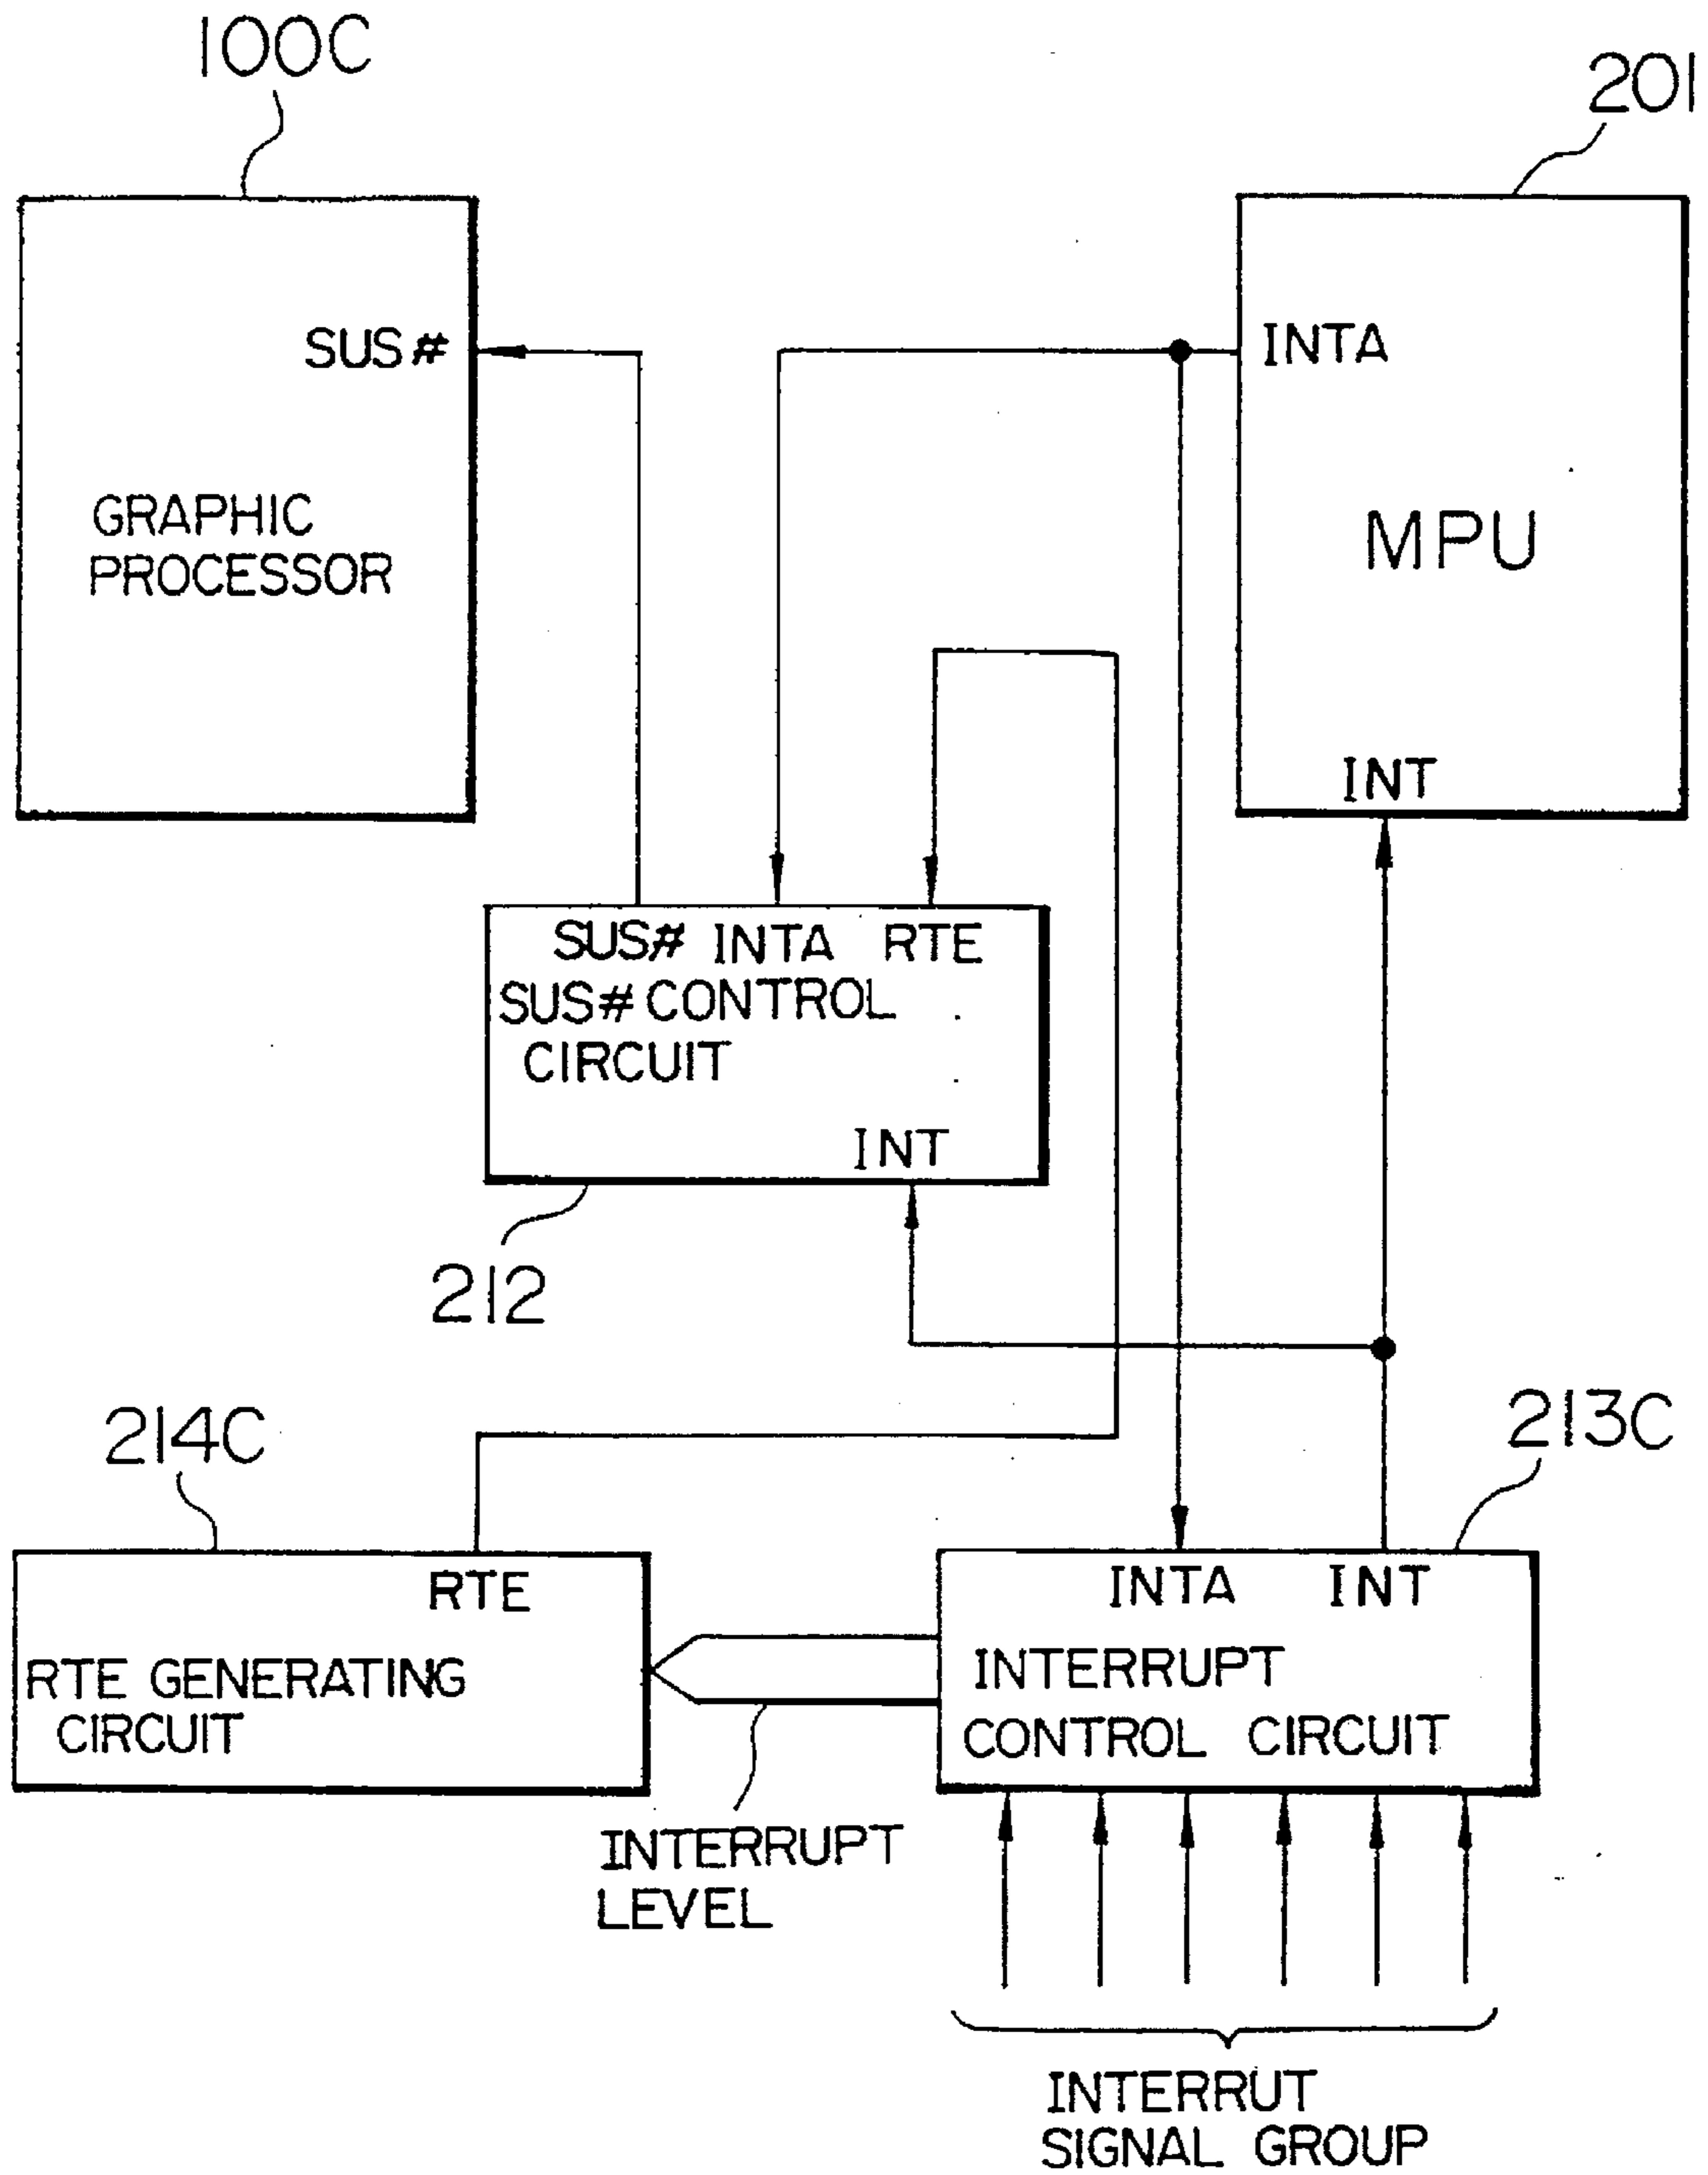 100C
201
SUS#
INTA
GRAPHIC
PROCESSOR
MPU
INT
SUS# INTA RTE
SUS# CONTROL
CIRCUIT
INT
212
214C
213C
RTE
INTA INT
RTE GENERATING
CIRCUIT
INTERRUPT
CONTROL CIRCUIT
INTERRUPT
LEVEL
INTERRUT
SIGNAL GROUP